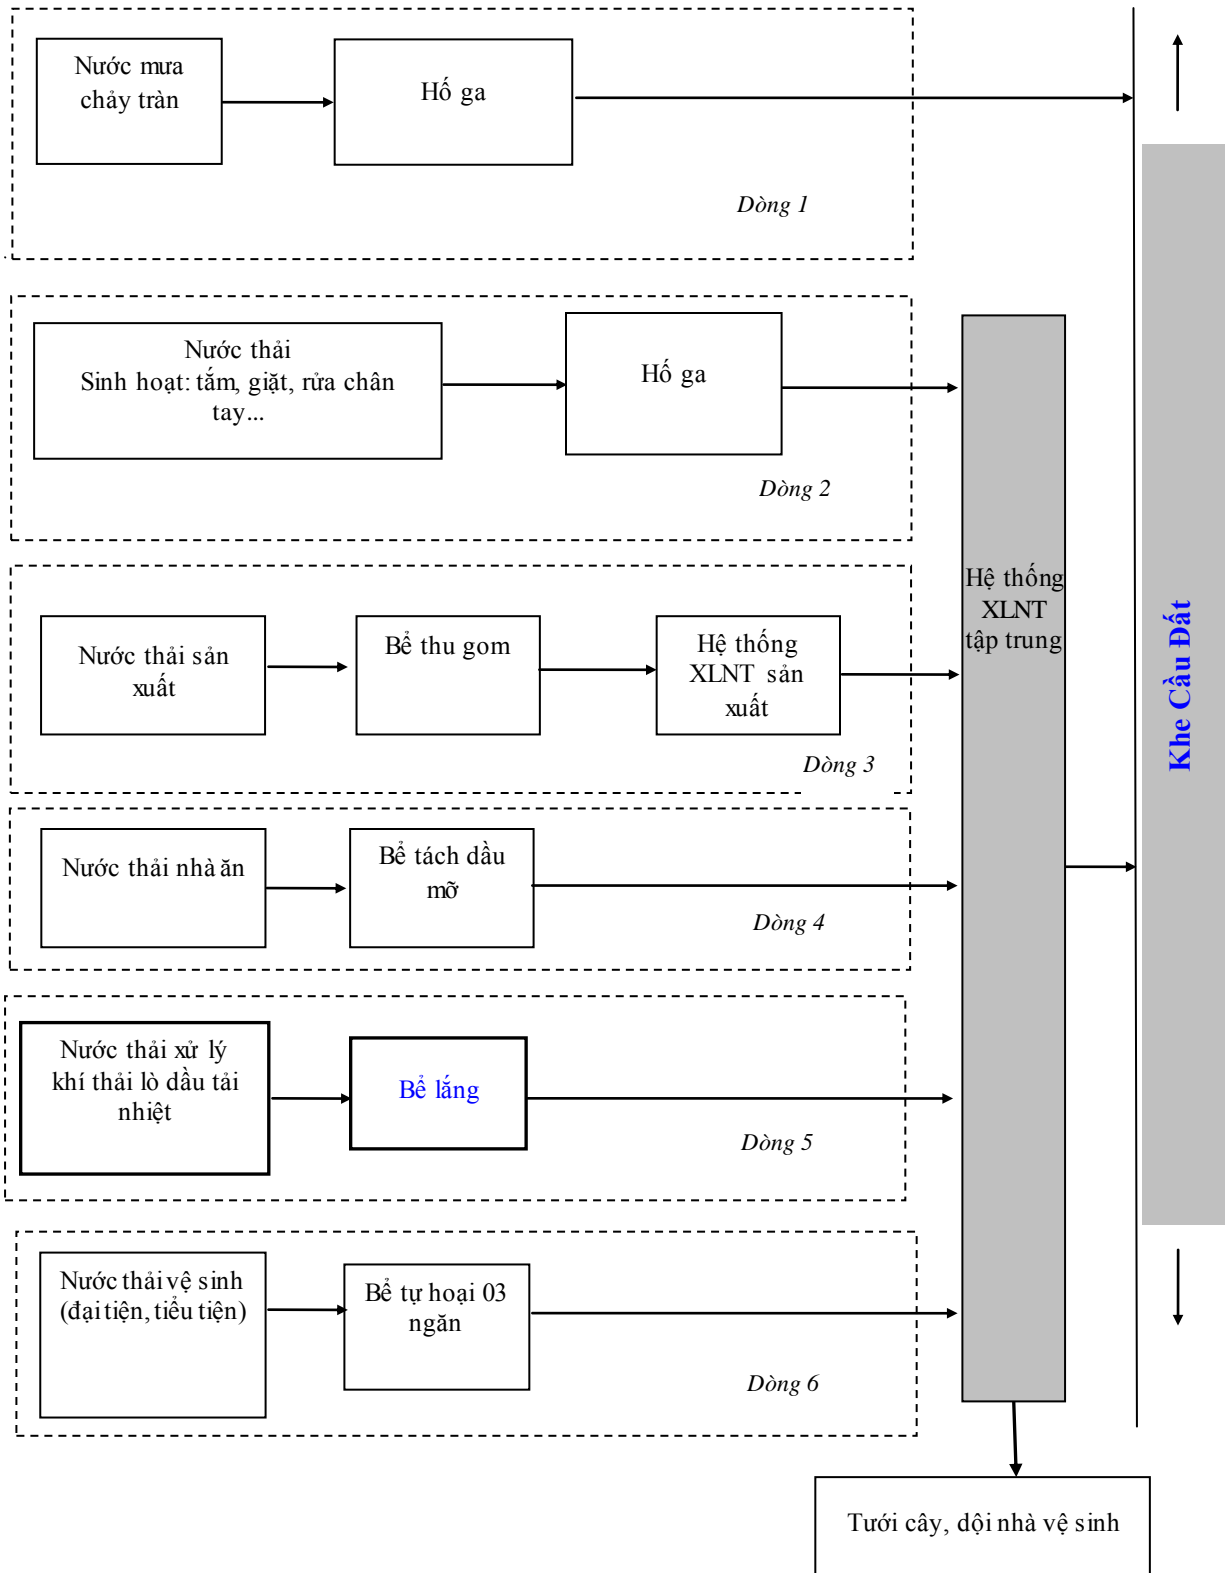 Nước mưa
chảy tràn
Hố ga
Dòng 1
Nước thải
Sinh hoạt: tắm, giặt, rửa chân
tay...
Hố ga
Dòng 2
Nước thải sản
xuất
Bể thu gom
Hệ thống
XLNT sản
xuất
Dòng 3
Nước thải nhà ăn
Bể tách dầu
mỡ
Dòng 4
Nước thải xử lý
khí thải lò dầu tải
nhiệt
Bể lắng
Dòng 5
Nước thải vệ sinh
(đại tiện, tiểu tiện)
Bể tự hoại 03
ngăn
Dòng 6
Hệ thống
XLNT
tập trung
Khe Cầu Đất
Tưới cây, dội nhà vệ sinh